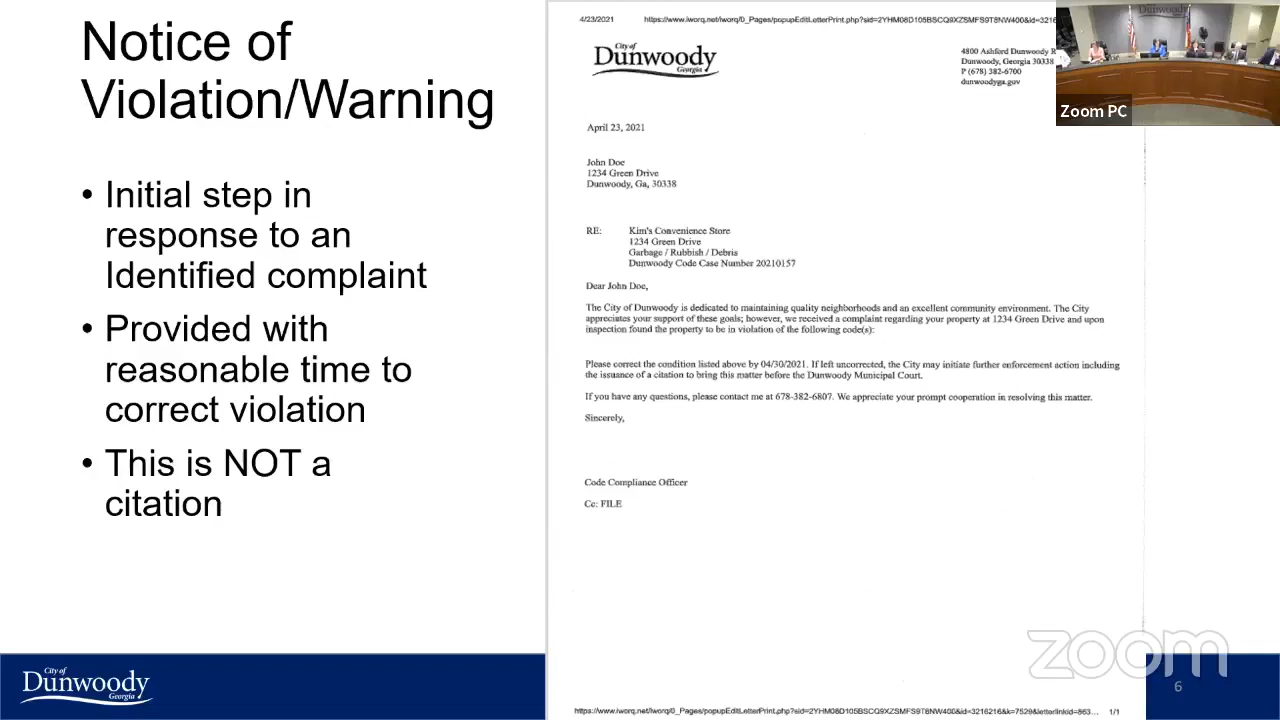 Notice of
Violation/Warning
• Initial step in
response to an
Identified complaint
• Provided with
reasonable time to
correct violation
• This is NOT a
citation
City of
Dunwoody
Georgia
4/23/2021
City of
Dunwoody
Georgia
4800 Ashford Dunwoody R
Dunwoody, Georgia 30338
P (678) 382-6700
dunwoodyga.gov
April 23, 2021
John Doe
1234 Green Drive
Dunwoody, Ga, 30338
RE: Kim's Convenience Store
1234 Green Drive
Garbage / Rubbish / Debris
Dunwoody Code Case Number 20210157
Dear John Doe,
The City of Dunwoody is dedicated to maintaining quality neighborhoods and an excellent community environment. The City
appreciates your support of these goals; however, we received a complaint regarding your property at 1234 Green Drive and upon
inspection found the property to be in violation of the following code(s):
Please correct the condition listed above by 04/30/2021. If left uncorrected, the City may initiate further enforcement action including
the issuance of a citation to bring this matter before the Dunwoody Municipal Court.
If you have any questions, please contact me at 678-382-6807. We appreciate your prompt cooperation in resolving this matter.
Sincerely,
Code Compliance Officer
Cc: FILE
1/1
Dunwoody
Zoom PC
zoom
6